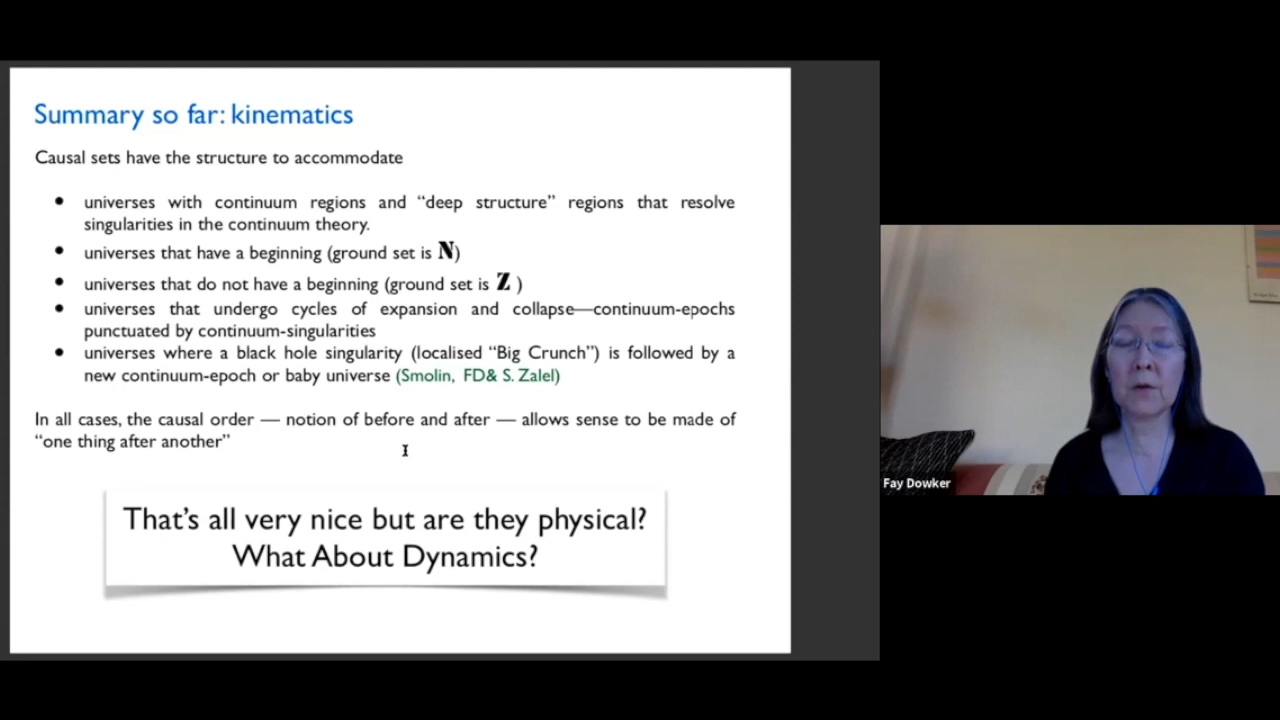 Summary so far: kinematics
Causal sets have the structure to accommodate
• universes with continuum regions and “deep structure” regions that resolve
singularities in the continuum theory.
• universes that have a beginning (ground set is N)
• universes that do not have a beginning (ground set is Z )
• universes that undergo cycles of expansion and collapse—continuum-epochs
punctuated by continuum-singularities
• universes where a black hole singularity (localised “Big Crunch”) is followed by a
new continuum-epoch or baby universe (Smolin, FD& S. Zalel)
In all cases, the causal order — notion of before and after — allows sense to be made of
“one thing after another”
That’s all very nice but are they physical?
What About Dynamics?
Fay Dowker